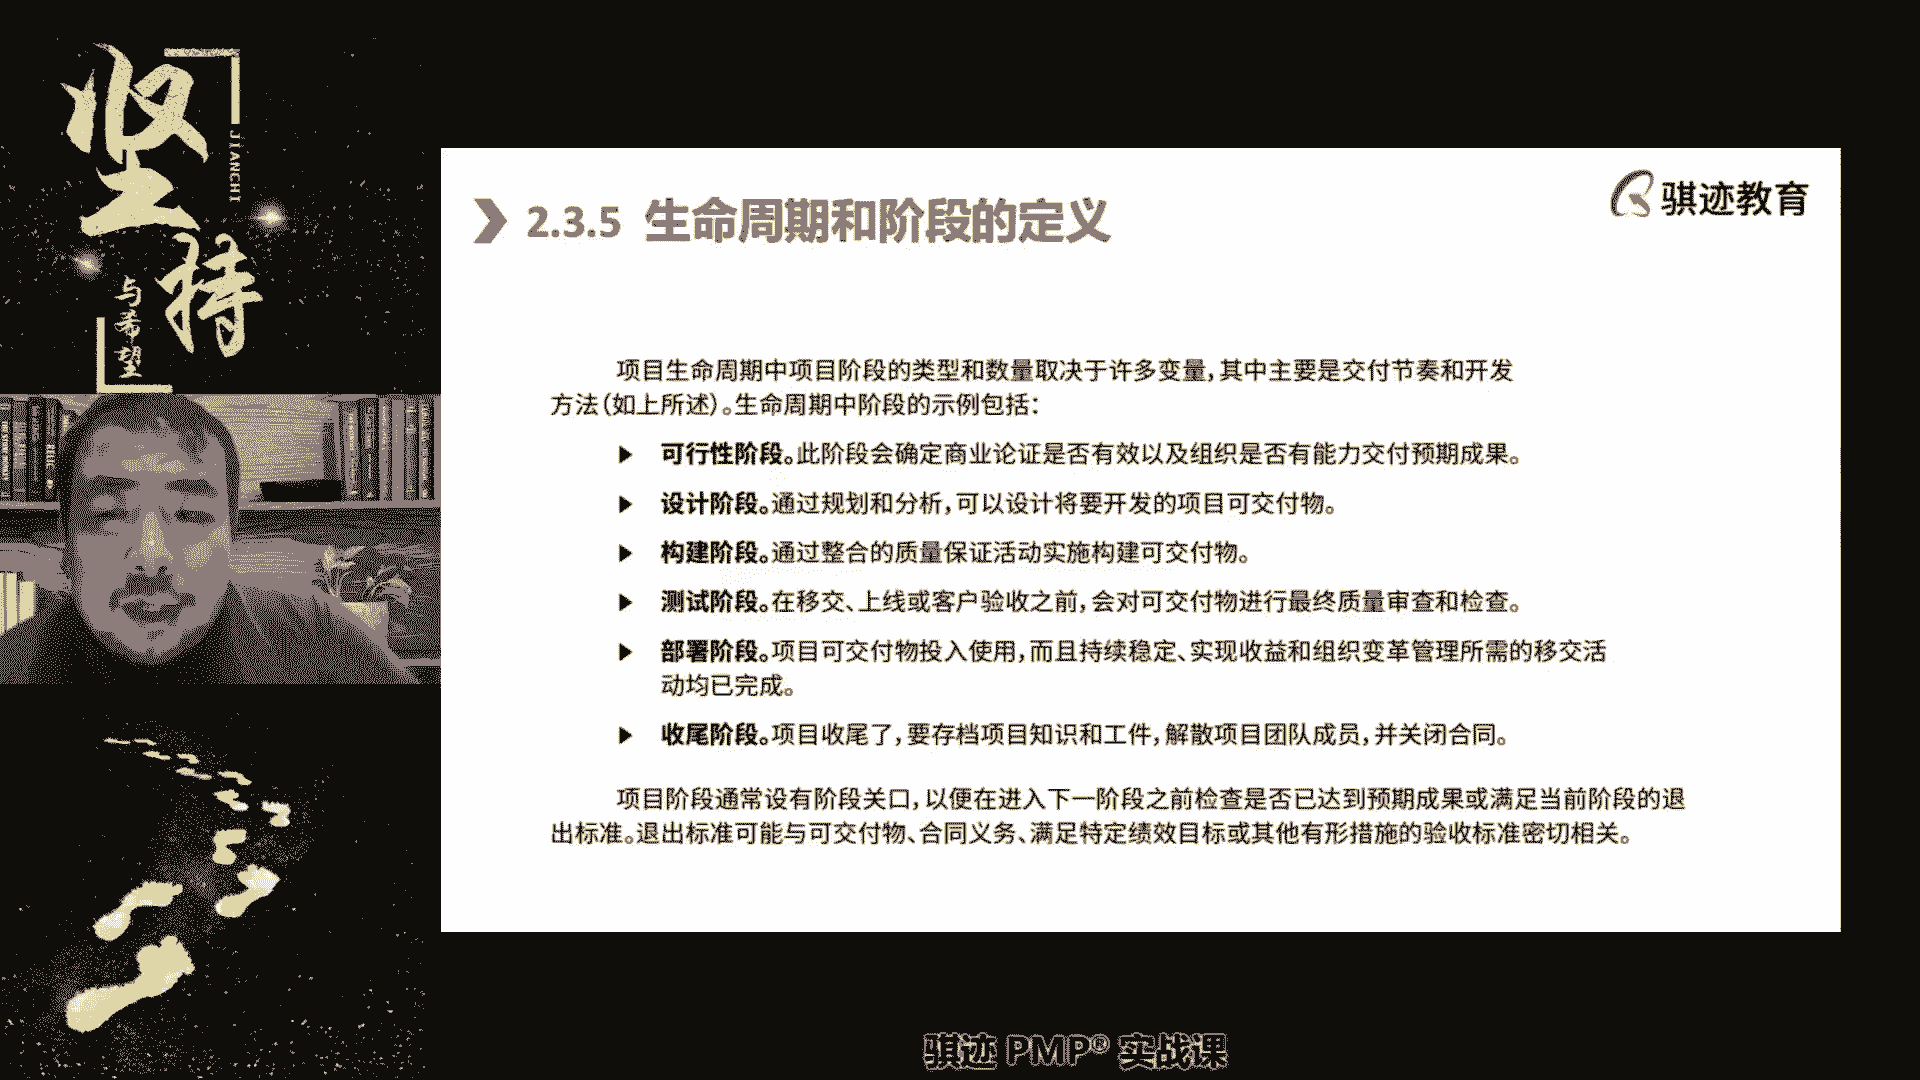 坚持
JIANCHI
与希望
骐迹教育
2.3.5 生命周期和阶段的定义
项目生命周期中项目阶段的类型和数量取决于许多变量，其中主要是交付节奏和开发
方法（如上所述）。生命周期中阶段的示例包括：
▶ 可行性阶段。此阶段会确定商业论证是否有效以及组织是否有能力交付预期成果。
▶ 设计阶段。通过规划和分析，可以设计将要开发的项目可交付物。
▶ 构建阶段。通过整合的质量保证活动实施构建可交付物。
▶ 测试阶段。在移交、上线或客户验收之前，会对可交付物进行最终质量审查和检查。
▶ 部署阶段。项目可交付物投入使用，而且持续稳定、实现收益和组织变革管理所需的移交活
动均已完成。
▶ 收尾阶段。项目收尾了，要存档项目知识和工件，解散项目团队成员，并关闭合同。
项目阶段通常设有阶段关口，以便在进入下一阶段之前检查是否已达到预期成果或满足当前阶段的退
出标准。退出标准可能与可交付物、合同义务、满足特定绩效目标或其他有形措施的验收标准密切相关。
骐迹 PMP® 实战课